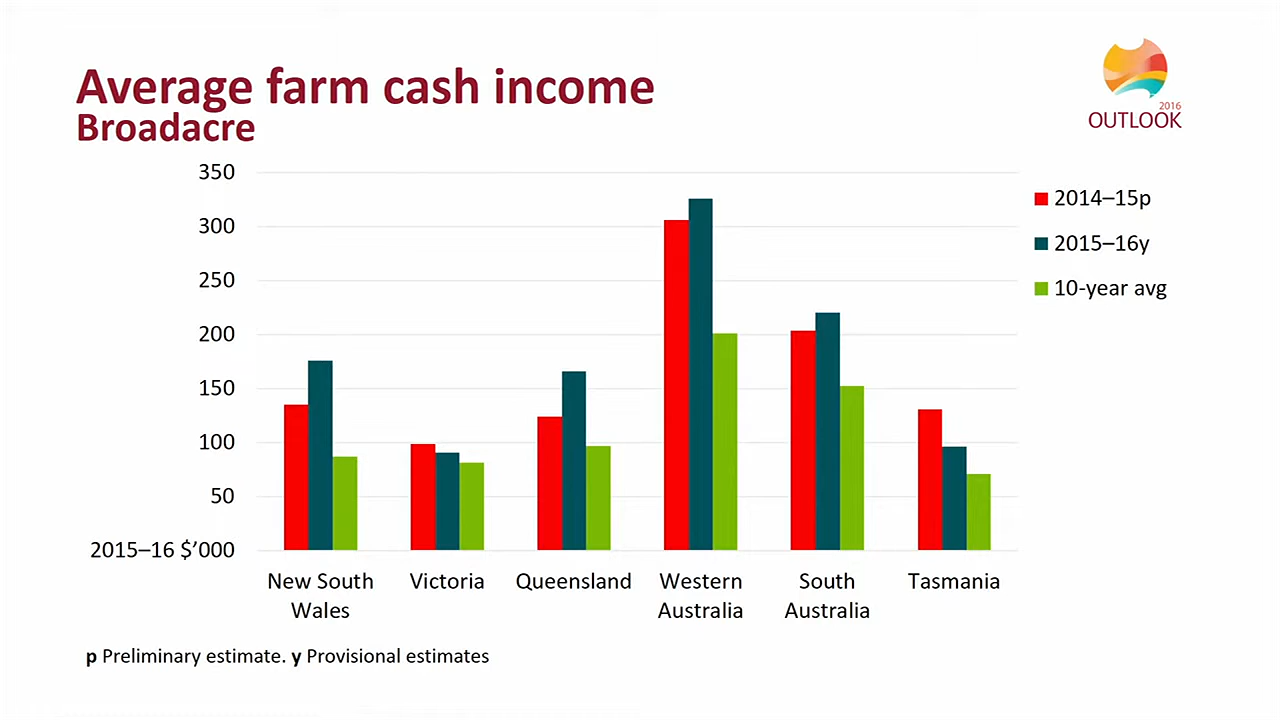 Average farm cash income
Broadacre
2016
OUTLOOK
350
300
250
200
150
100
50
2015–16 $’000
2014–15p
2015–16y
10-year avg
New South
Wales
Victoria
Queensland
Western
Australia
South
Australia
Tasmania
p Preliminary estimate. y Provisional estimates